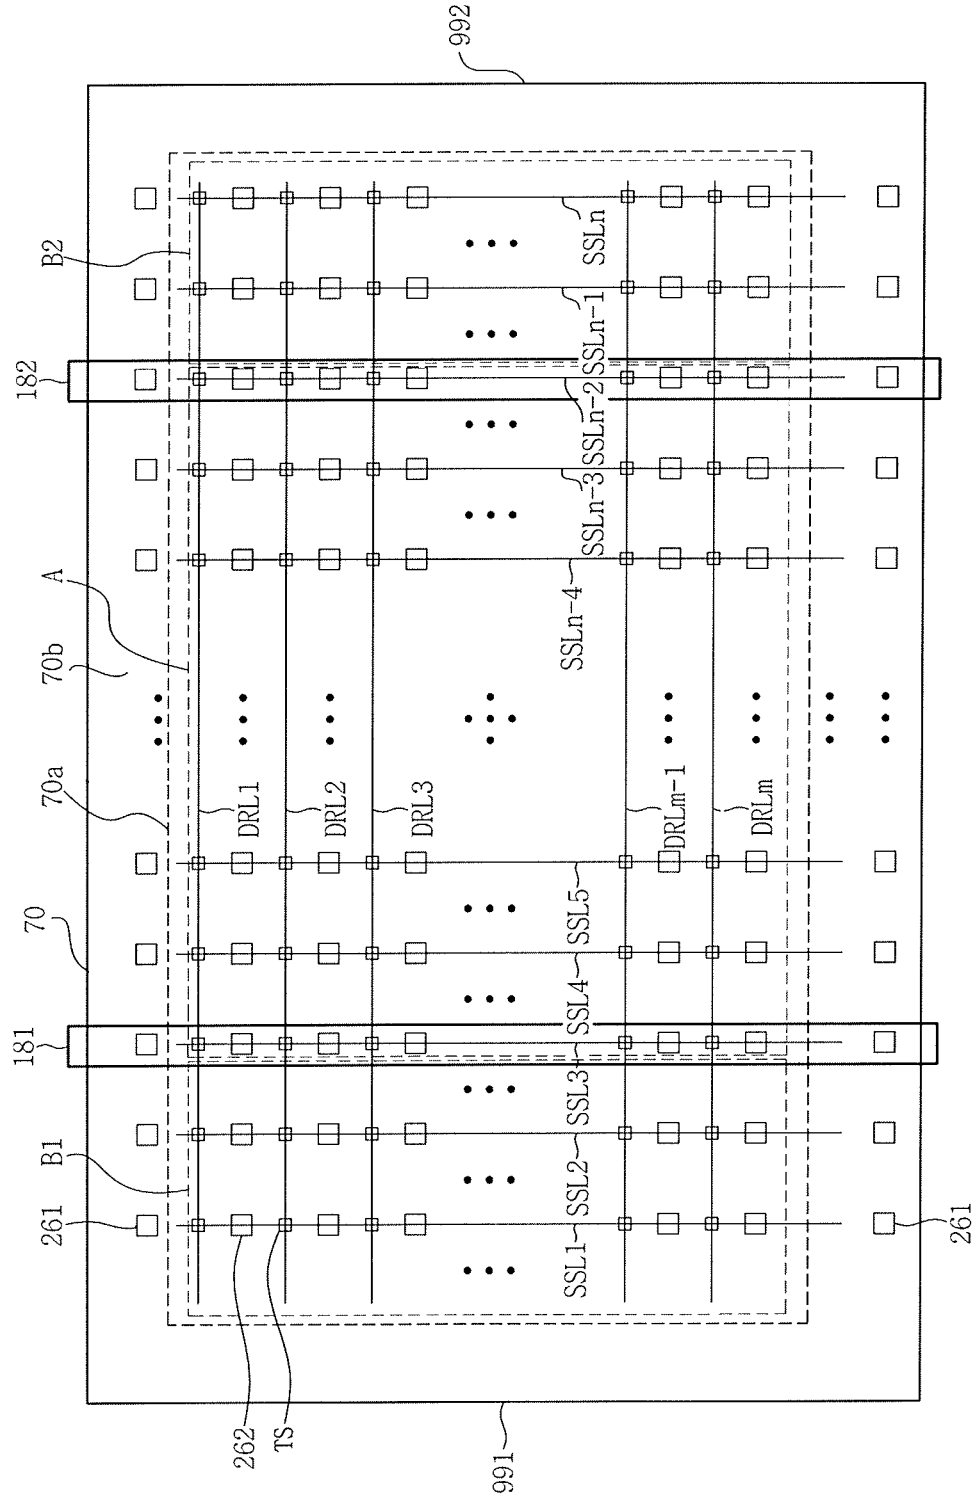 991
992
261
B1
181
70
70a
70b
A
182
B2
262
TS
DRL1
DRL2
DRL3
DRLm-1
DRLm
SSL1
SSL2
SSL3
SSL4
SSL5
SSLn-4
SSLn-3
SSLn-2
SSLn-1
SSLn
261